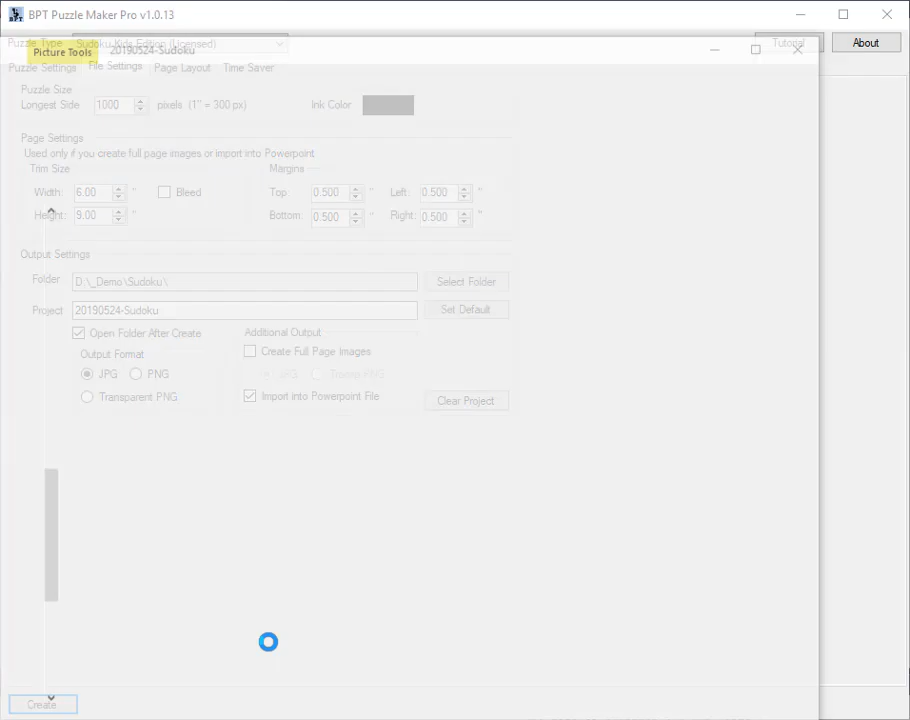 BPT Puzzle Maker Pro v1.0.13
Puzzle Type Sudoku Kids Edition (Licensed) Tutorial About
Picture Tools 20190524-Sudoku
Puzzle Settings File Settings Page Layout Time Saver
Puzzle Size
Longest Side 1000 pixels (1" = 300 px) Ink Color
Page Settings
Used only if you create full page images or import into Powerpoint
Trim Size Margins
Width: 6.00 " Bleed Top: 0.500 " Left: 0.500 "
Height: 9.00 " Bottom: 0.500 " Right: 0.500 "
Output Settings
Folder D:\_Demo\Sudoku\ Select Folder
Project 20190524-Sudoku Set Default
Open Folder After Create Additional Output
Output Format Create Full Page Images
JPG PNG JPG Transp PNG
Transparent PNG Import into Powerpoint File Clear Project
Create